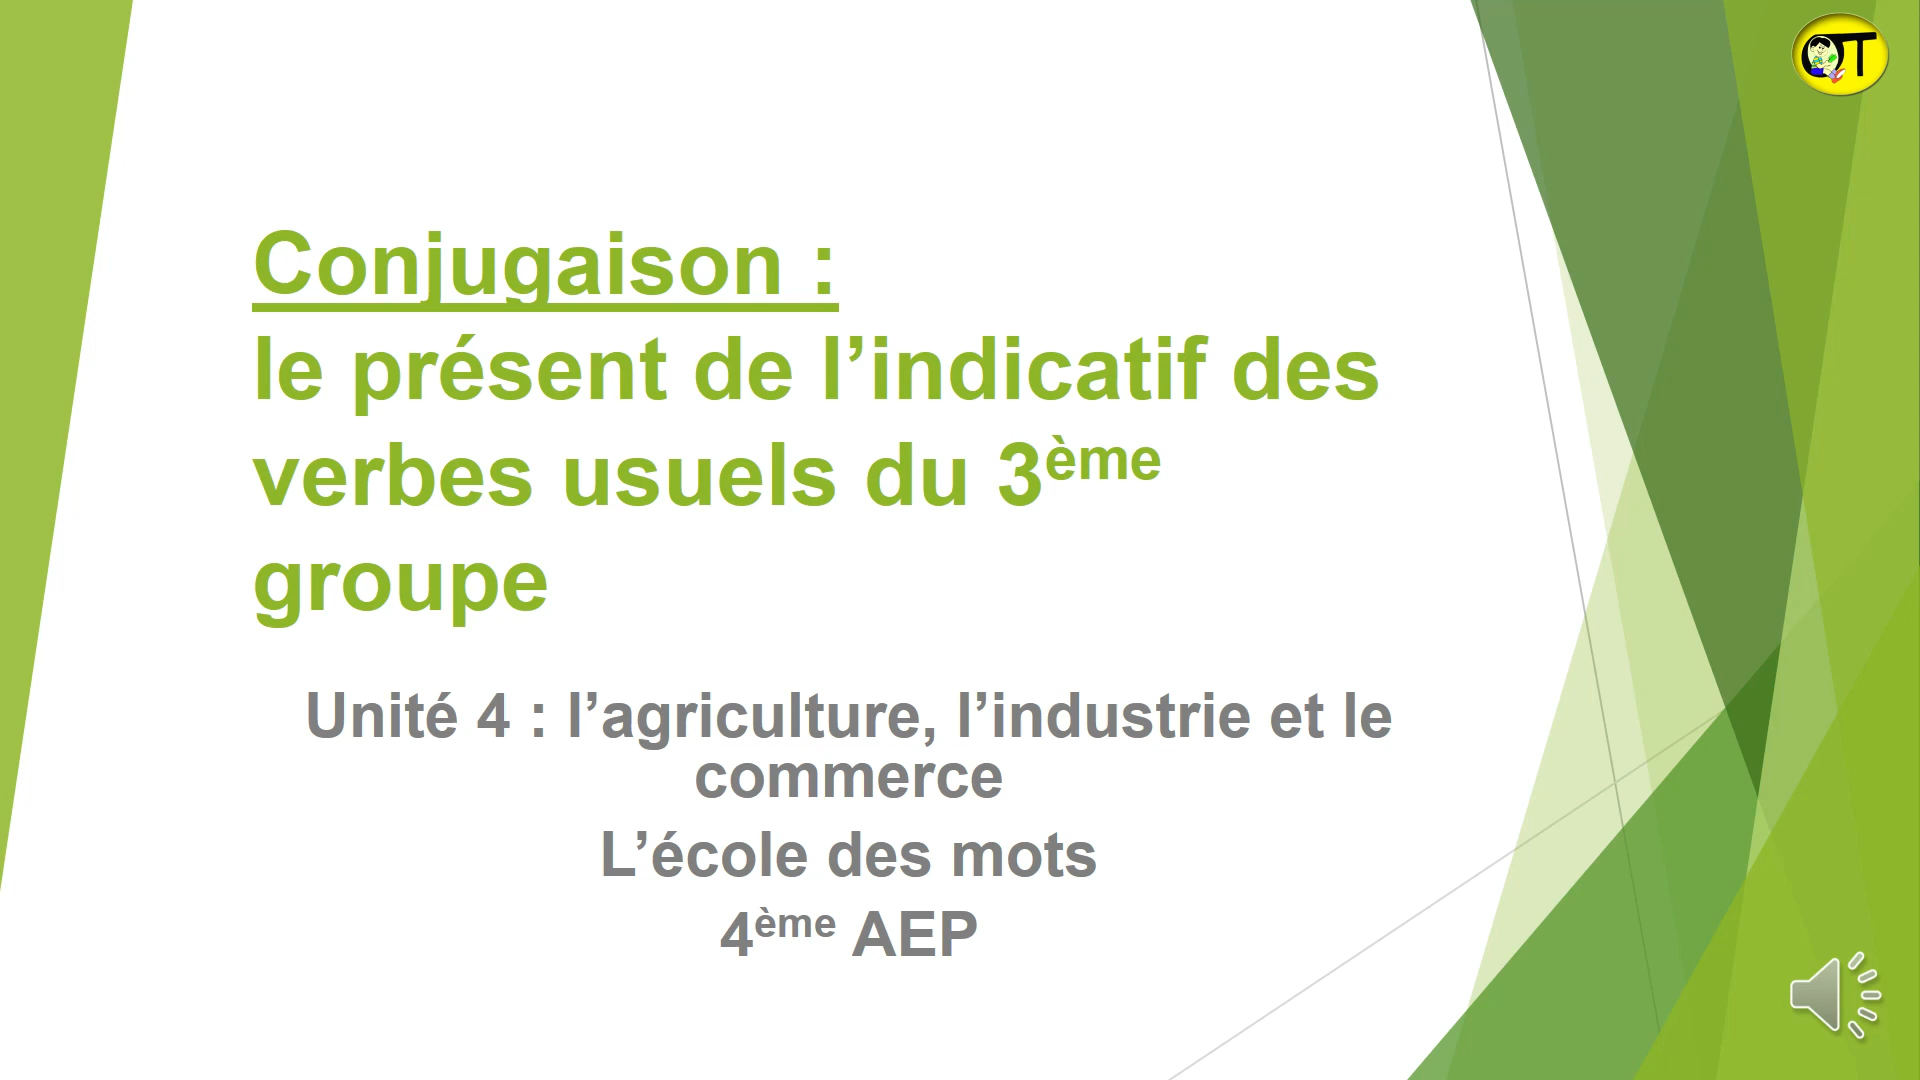 Conjugaison :
le présent de l’indicatif des
verbes usuels du 3ème
groupe
Unité 4 : l’agriculture, l’industrie et le
commerce
L’école des mots
4ème AEP